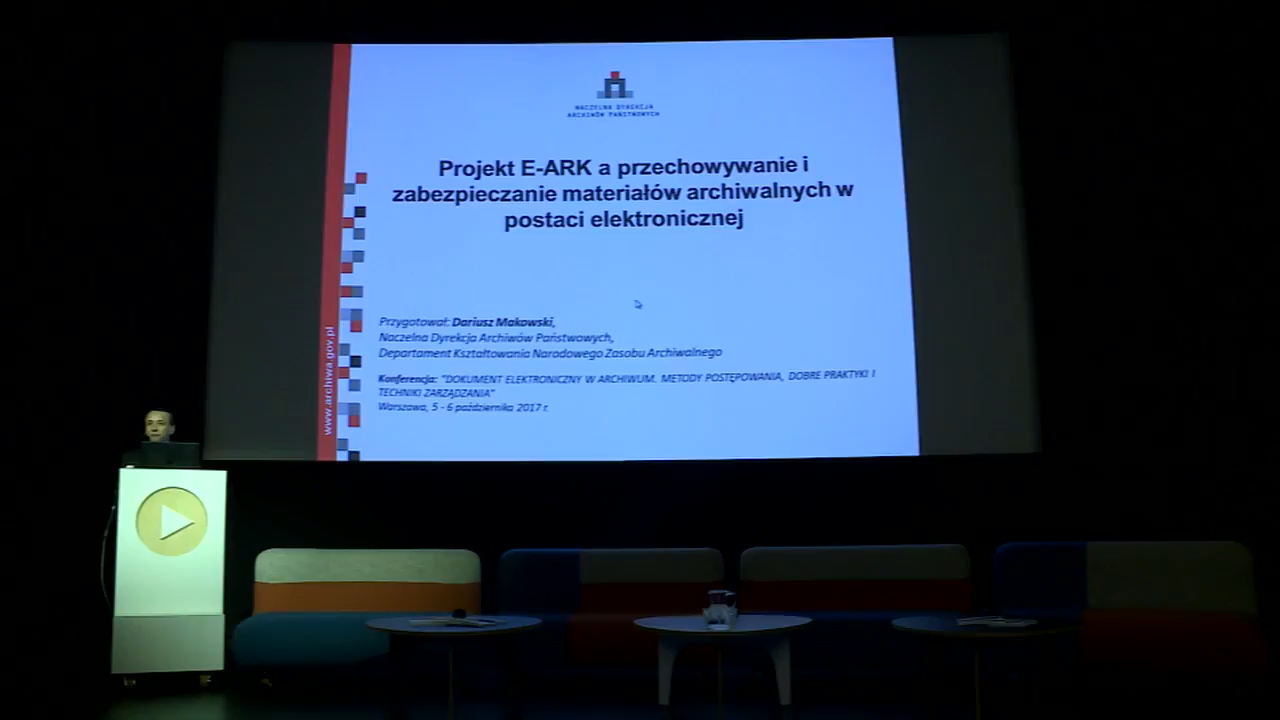 NACZELNA DYREKCJA
ARCHIWÓW PAŃSTWOWYCH
Projekt E-ARK a przechowywanie i
zabezpieczanie materiałów archiwalnych w
postaci elektronicznej
Przygotował: Dariusz Makowski,
Naczelna Dyrekcja Archiwów Państwowych,
Departament Kształtowania Narodowego Zasobu Archiwalnego
Konferencja: "DOKUMENT ELEKTRONICZNY W ARCHIWUM. METODY POSTĘPOWANIA, DOBRE PRAKTYKI I
TECHNIKI ZARZĄDZANIA"
Warszawa, 5 - 6 października 2017 r.
www.archiwa.gov.pl